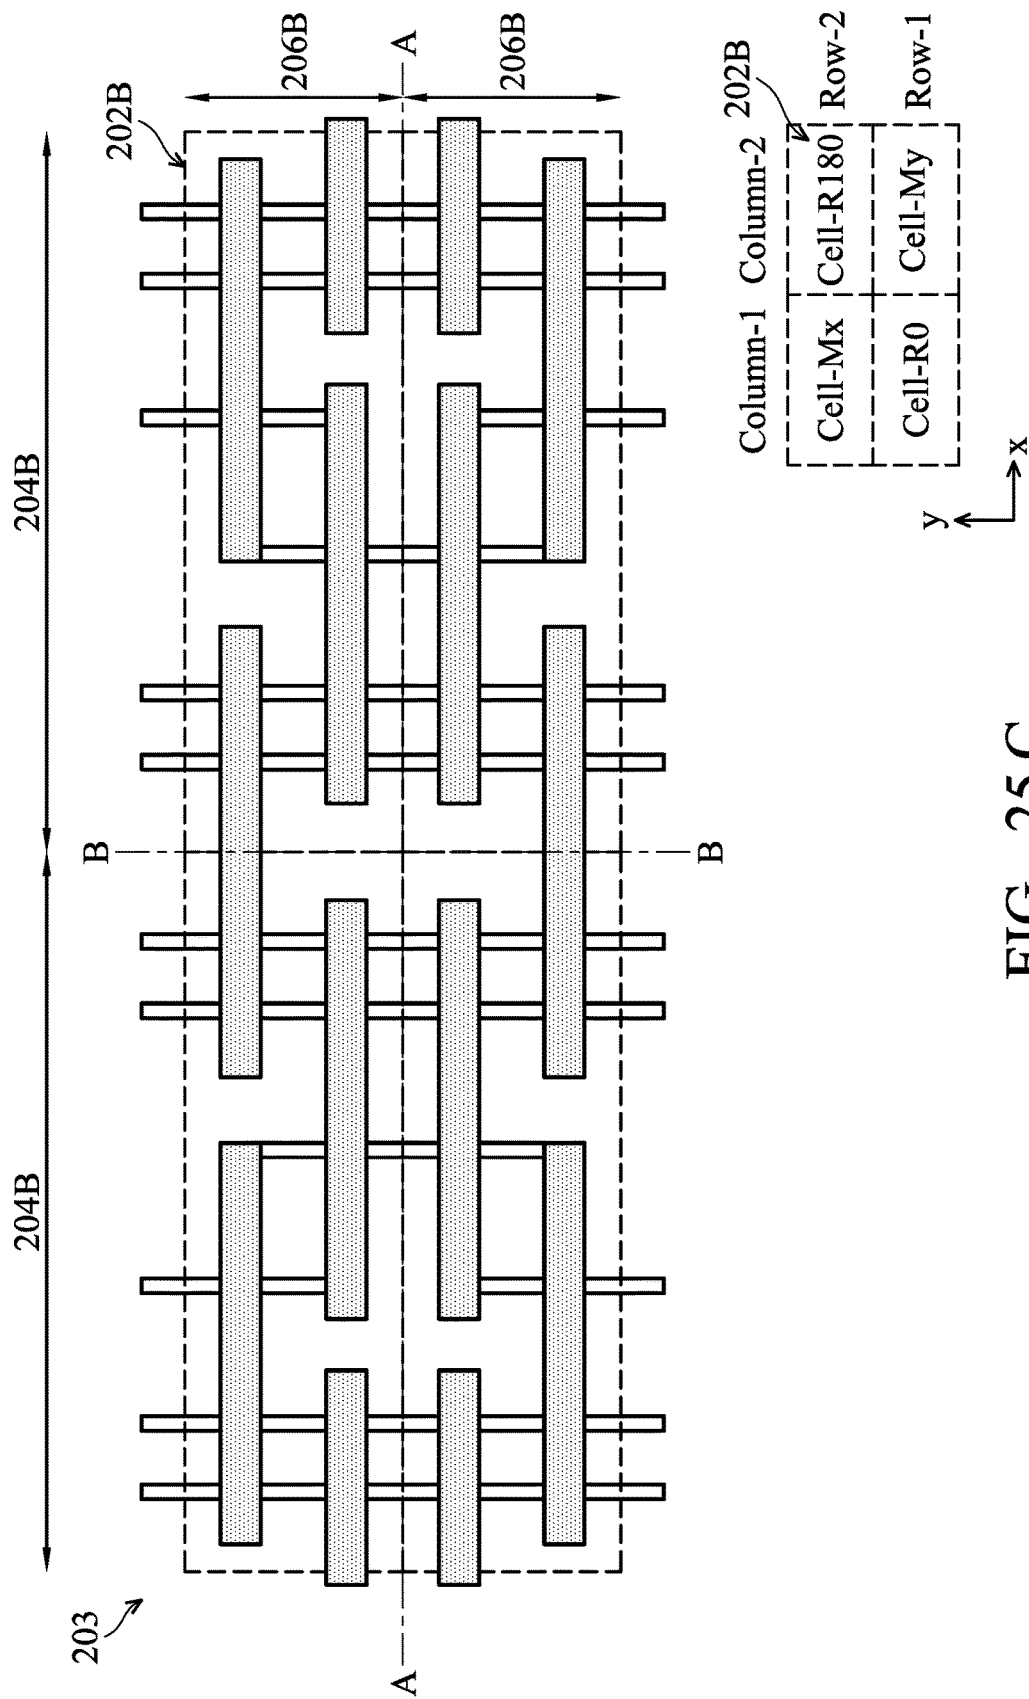 203
204B
204B
202B
206B
206B
A
A
B
B
Column-1
Column-2
202B
Cell-Mx
Cell-R180
Row-2
Cell-R0
Cell-My
Row-1
y
x
FIG. 25C